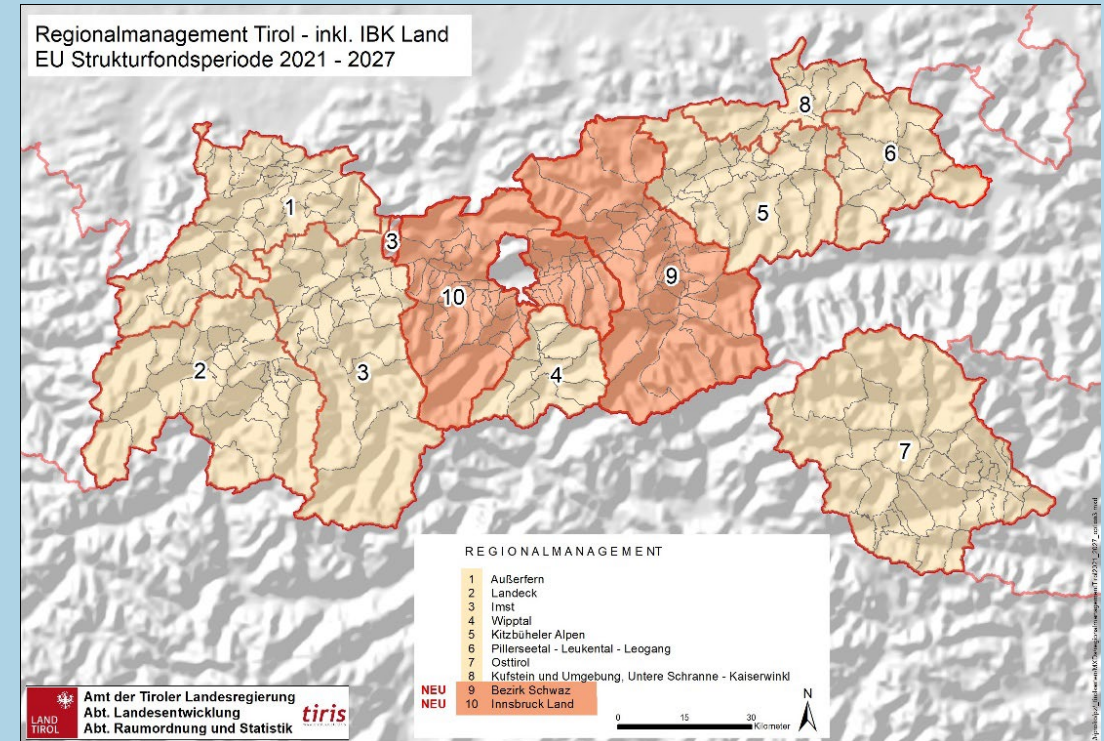 Regionalmanagement Tirol - inkl. IBK Land
EU Strukturfondsperiode 2021 - 2027
8
6
1
5
3
9
10
2
3
4
7
REGIONALMANAGEMENT
1 Außerfern
2 Landeck
3 Imst
4 Wipptal
5 Kitzbüheler Alpen
6 Pillerseetal - Leukental - Leogang
7 Osttirol
8 Kufstein und Umgebung, Untere Schranne - Kaiserwinkl
NEU 9 Bezirk Schwaz
NEU 10 Innsbruck Land
N
0 15 30 Kilometer
LAND
TIROL
Amt der Tiroler Landesregierung
Abt. Landesentwicklung
Abt. Raumordnung und Statistik
tiris